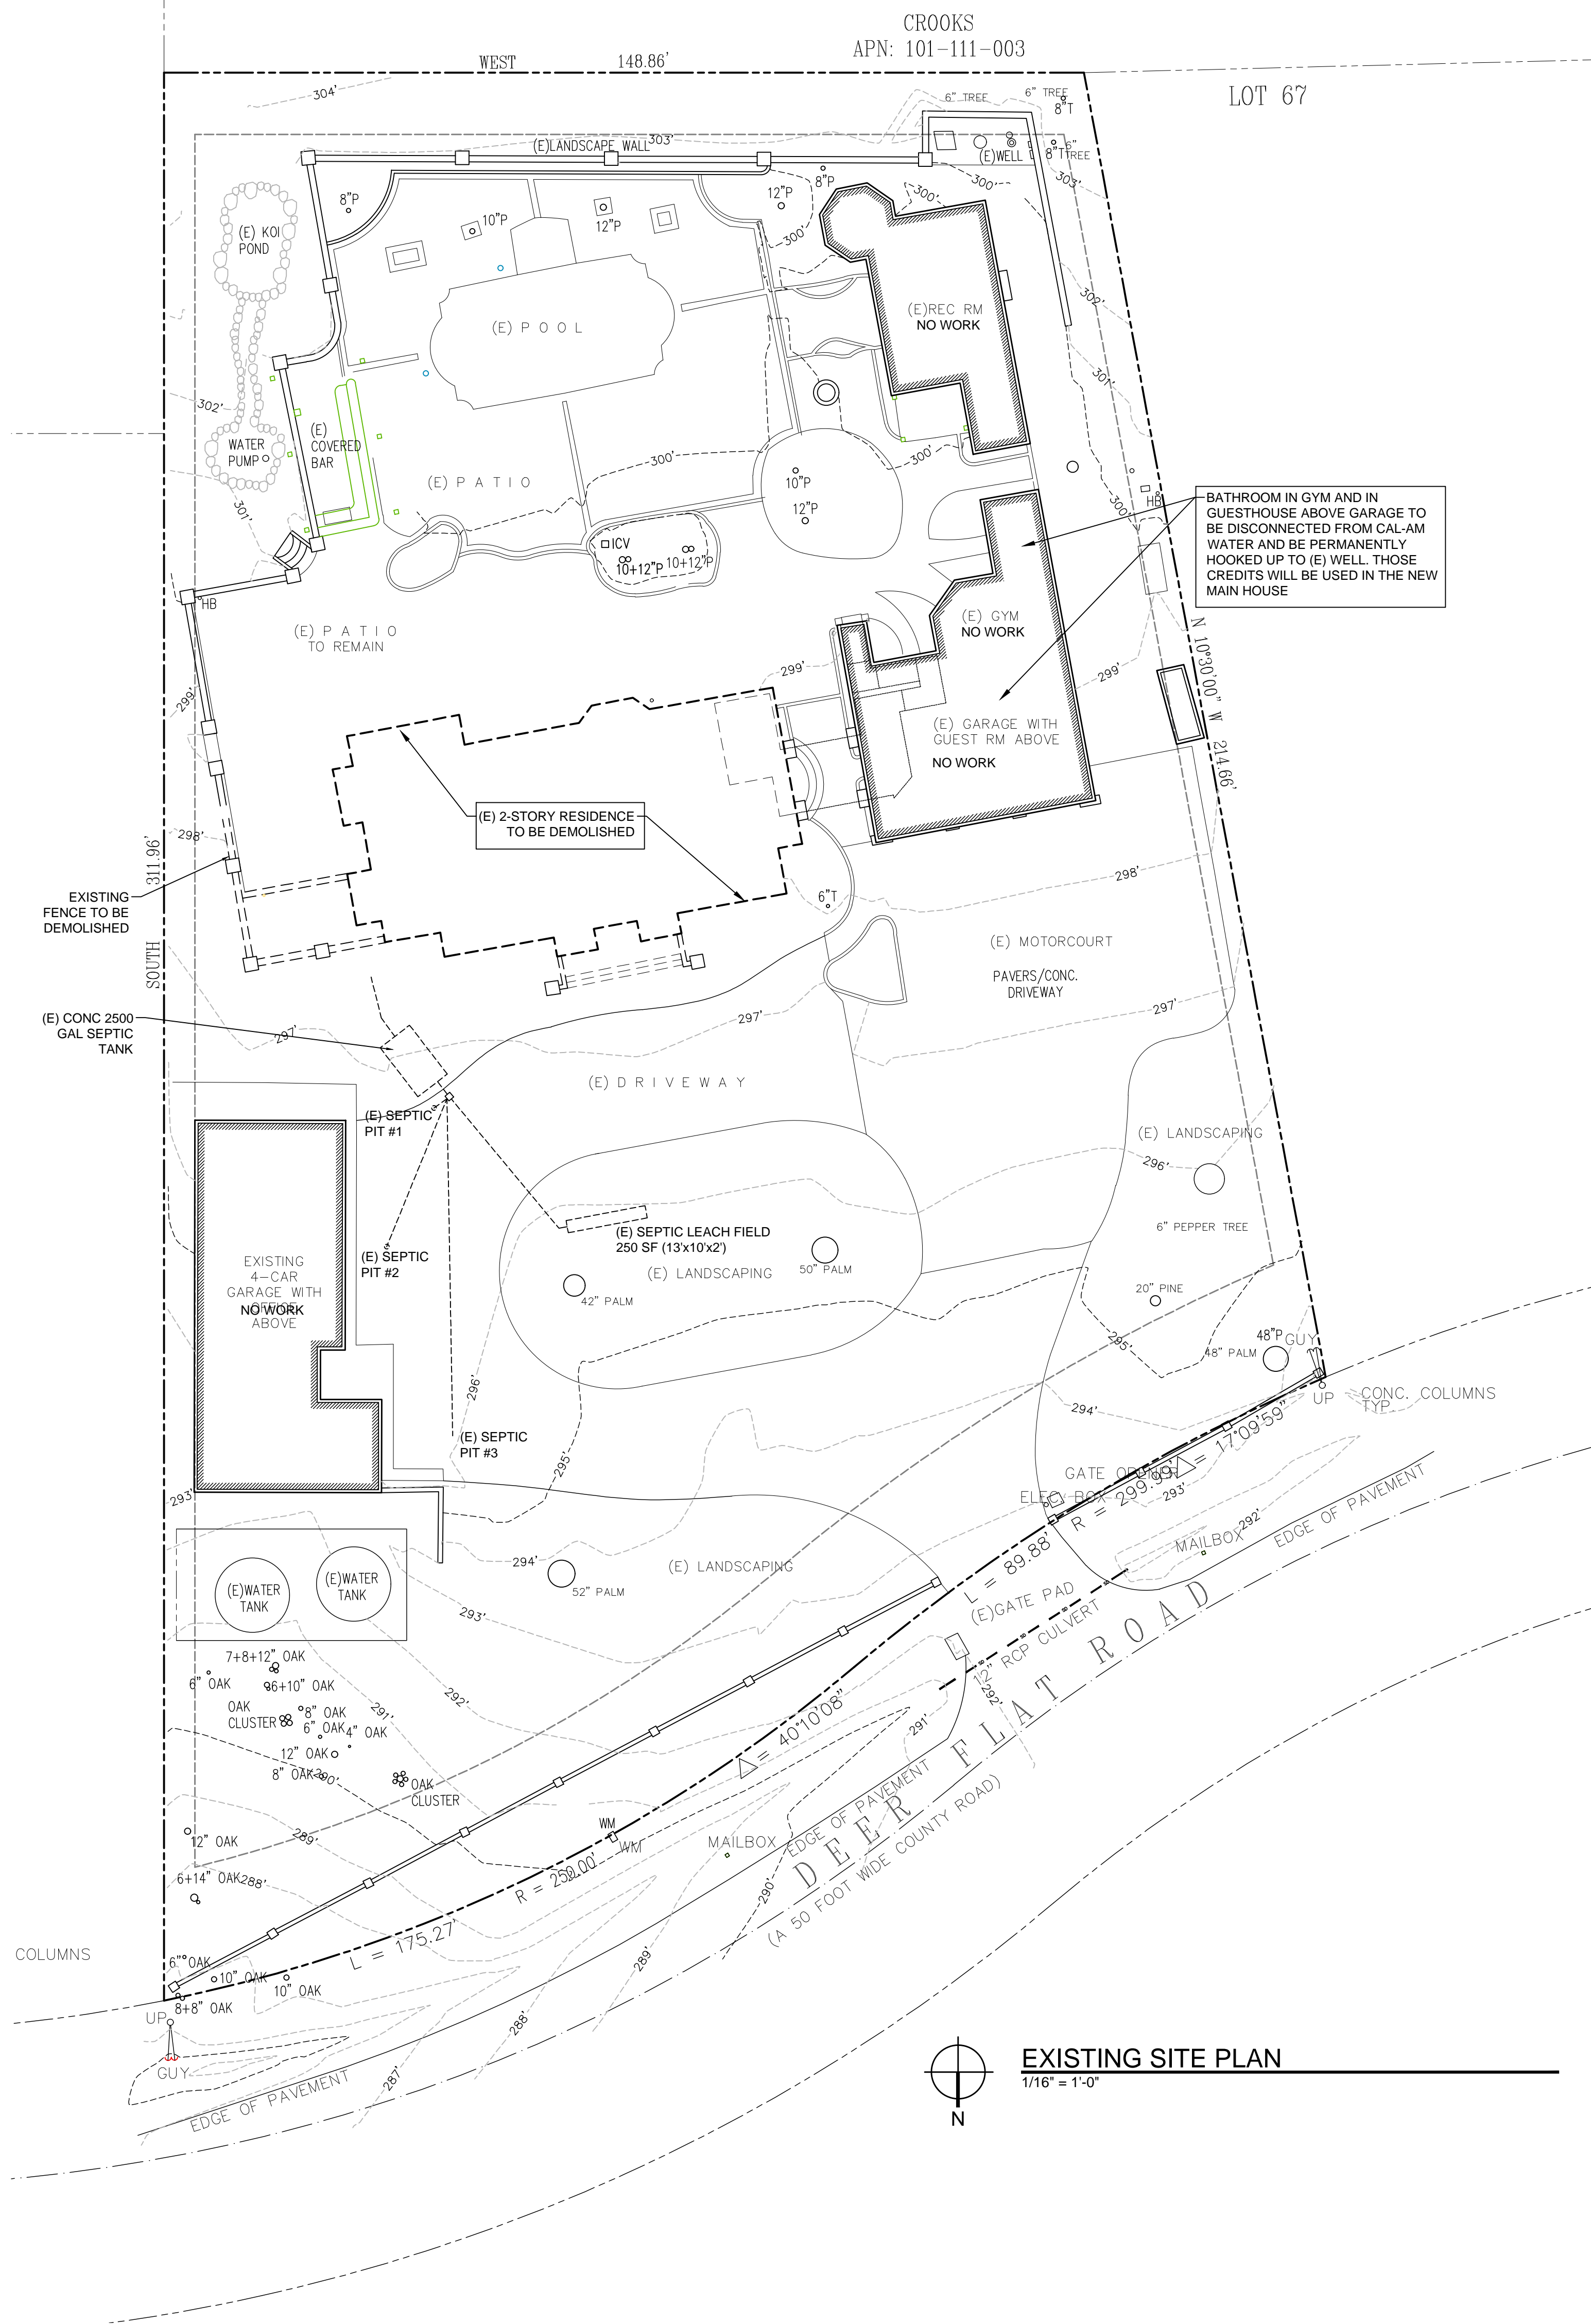 CROOKS
APN: 101-111-003
WEST 148.86'
LOT 67
304'
6" TREE
6" TREE
8"T
(E)LANDSCAPE WALL
303'
(E)WELL
8"T
6"
TREE
303'
300'
300'
8"P
10"P
12"P
12"P
8"P
300'
(E) KOI
POND
(E) P O O L
(E)REC RM
NO WORK
302'
301'
302'
WATER
PUMP
(E)
COVERED
BAR
301'
(E) P A T I O
300'
300'
10"P
12"P
300'
HB
ICV
10+12"P
10+12"P
BATHROOM IN GYM AND IN
GUESTHOUSE ABOVE GARAGE TO
BE DISCONNECTED FROM CAL-AM
WATER AND BE PERMANENTLY
HOOKED UP TO (E) WELL. THOSE
CREDITS WILL BE USED IN THE NEW
MAIN HOUSE
HB
(E) P A T I O
TO REMAIN
(E) GYM
NO WORK
N 10°30'00" W 214.66'
299'
299'
299'
(E) GARAGE WITH
GUEST RM ABOVE
NO WORK
(E) 2-STORY RESIDENCE
TO BE DEMOLISHED
298'
SOUTH 311.96'
EXISTING
FENCE TO BE
DEMOLISHED
298'
6"T
(E) MOTORCOURT
PAVERS/CONC.
DRIVEWAY
(E) CONC 2500
GAL SEPTIC
TANK
297'
297'
297'
(E) D R I V E W A Y
(E) SEPTIC
PIT #1
(E) LANDSCAPING
296'
6" PEPPER TREE
(E) SEPTIC LEACH FIELD
250 SF (13'x10'x2')
(E) LANDSCAPING
50" PALM
42" PALM
(E) SEPTIC
PIT #2
EXISTING
4-CAR
GARAGE WITH
OFFICE
NO WORK
ABOVE
20" PINE
295'
48"P
GUY
48" PALM
UP
CONC. COLUMNS
TYP.
296'
294'
(E) SEPTIC
PIT #3
295'
GATE OPENER
ELEC BOX
R = 299.99'
△ = 17°09'59"
293'
293'
292'
MAILBOX
EDGE OF PAVEMENT
294'
(E) LANDSCAPING
52" PALM
L = 89.88'
(E)GATE PAD
12" RCP CULVERT
(E)WATER
TANK
(E)WATER
TANK
293'
7+8+12" OAK
6" OAK
6+10" OAK
OAK
CLUSTER
8" OAK
6" OAK
4" OAK
12" OAK
8" OAK
290'
291'
292'
292'
291'
OAK
CLUSTER
△ = 40°10'08"
D E E R F L A T R O A D
(A 50 FOOT WIDE COUNTY ROAD)
EDGE OF PAVEMENT
12" OAK
289'
WM
WM
MAILBOX
290'
6+14" OAK
288'
R = 250.00'
L = 175.27'
289'
COLUMNS
6" OAK
10" OAK
10" OAK
8+8" OAK
UP
GUY
288'
287'
EDGE OF PAVEMENT
N
EXISTING SITE PLAN
1/16" = 1'-0"